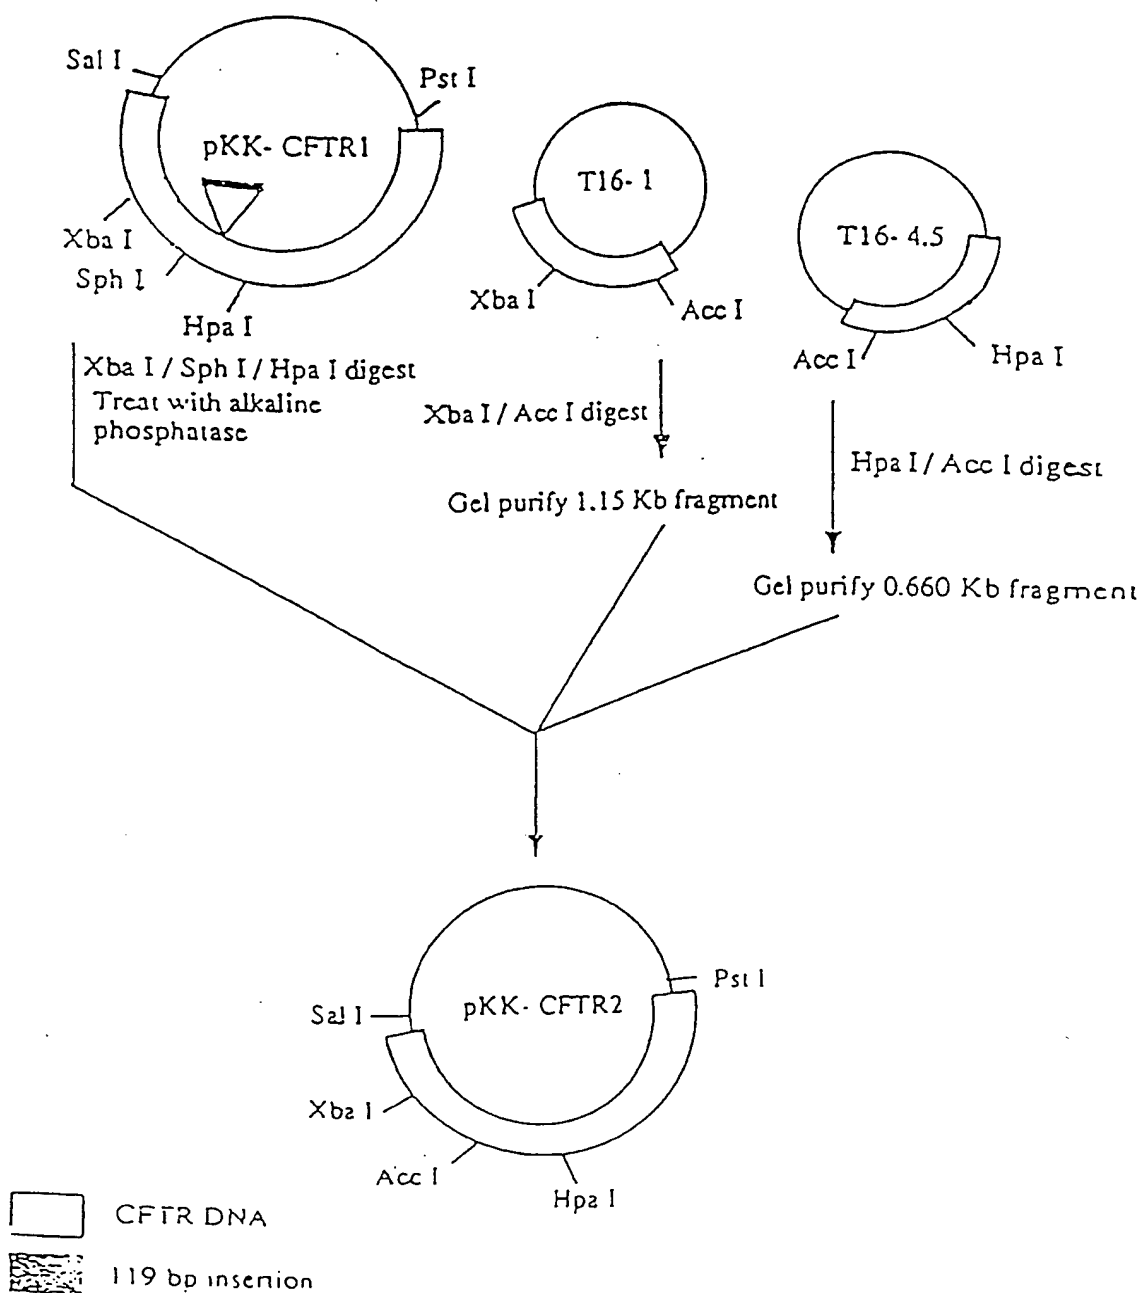 Sal I
Pst I
pKK- CFTR1
Xba I
Sph I
Hpa I
T16- 1
Xba I
Acc I
T16- 4.5
Acc I
Hpa I
Xba I / Sph I / Hpa I digest
Treat with alkaline
phosphatase
Xba I / Acc I digest
Hpa I / Acc I digest
Gel purify 1.15 Kb fragment
Gel purify 0.660 Kb fragment
pKK- CFTR2
Sal I
Pst I
Xba I
Acc I
Hpa I
CFTR DNA
119 bp insertion